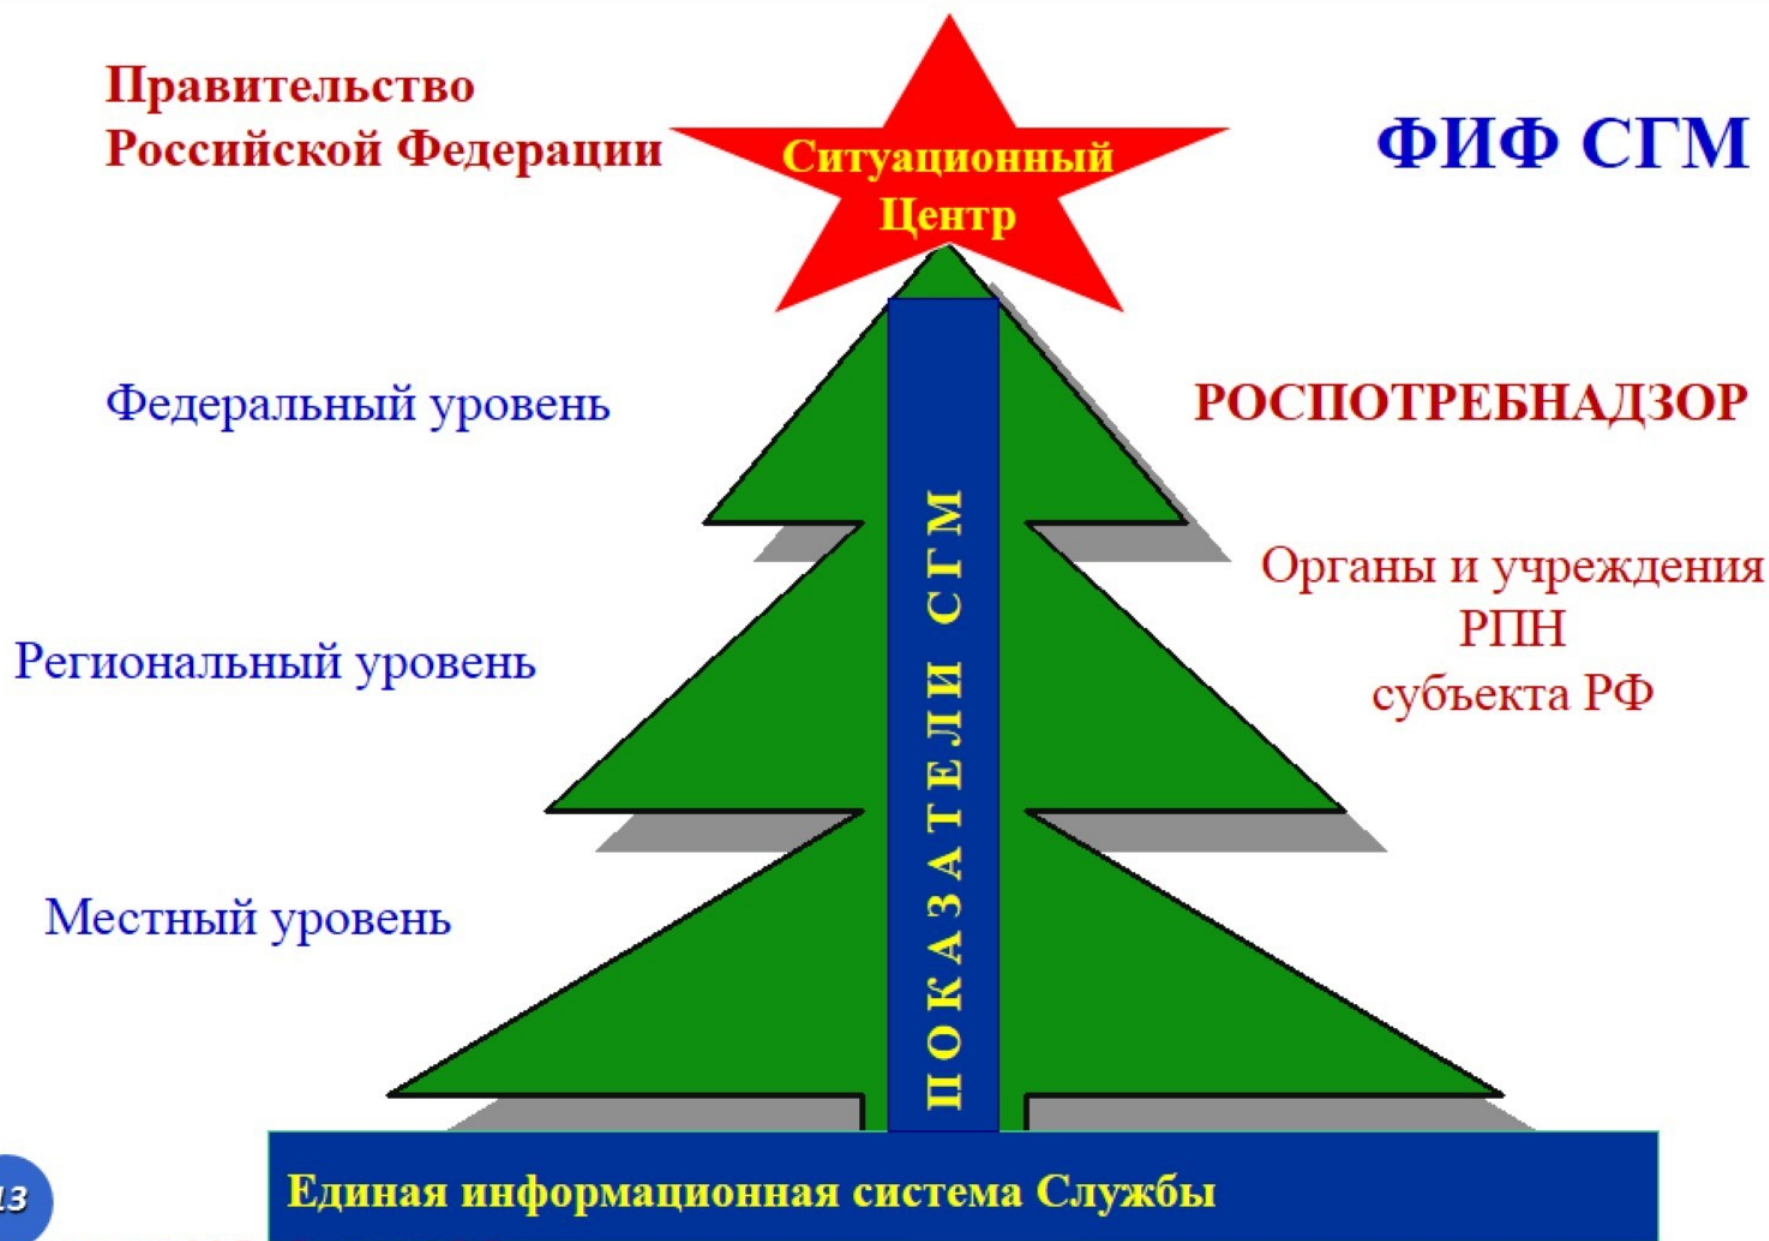 Правительство
Российской Федерации
Ситуационный
Центр
ФИФ СГМ
Федеральный уровень
РОСПОТРЕБНАДЗОР
Органы и учреждения
РПН
субъекта РФ
Региональный уровень
Местный уровень
ПОКАЗАТЕЛИ СГМ
Единая информационная система Службы
13